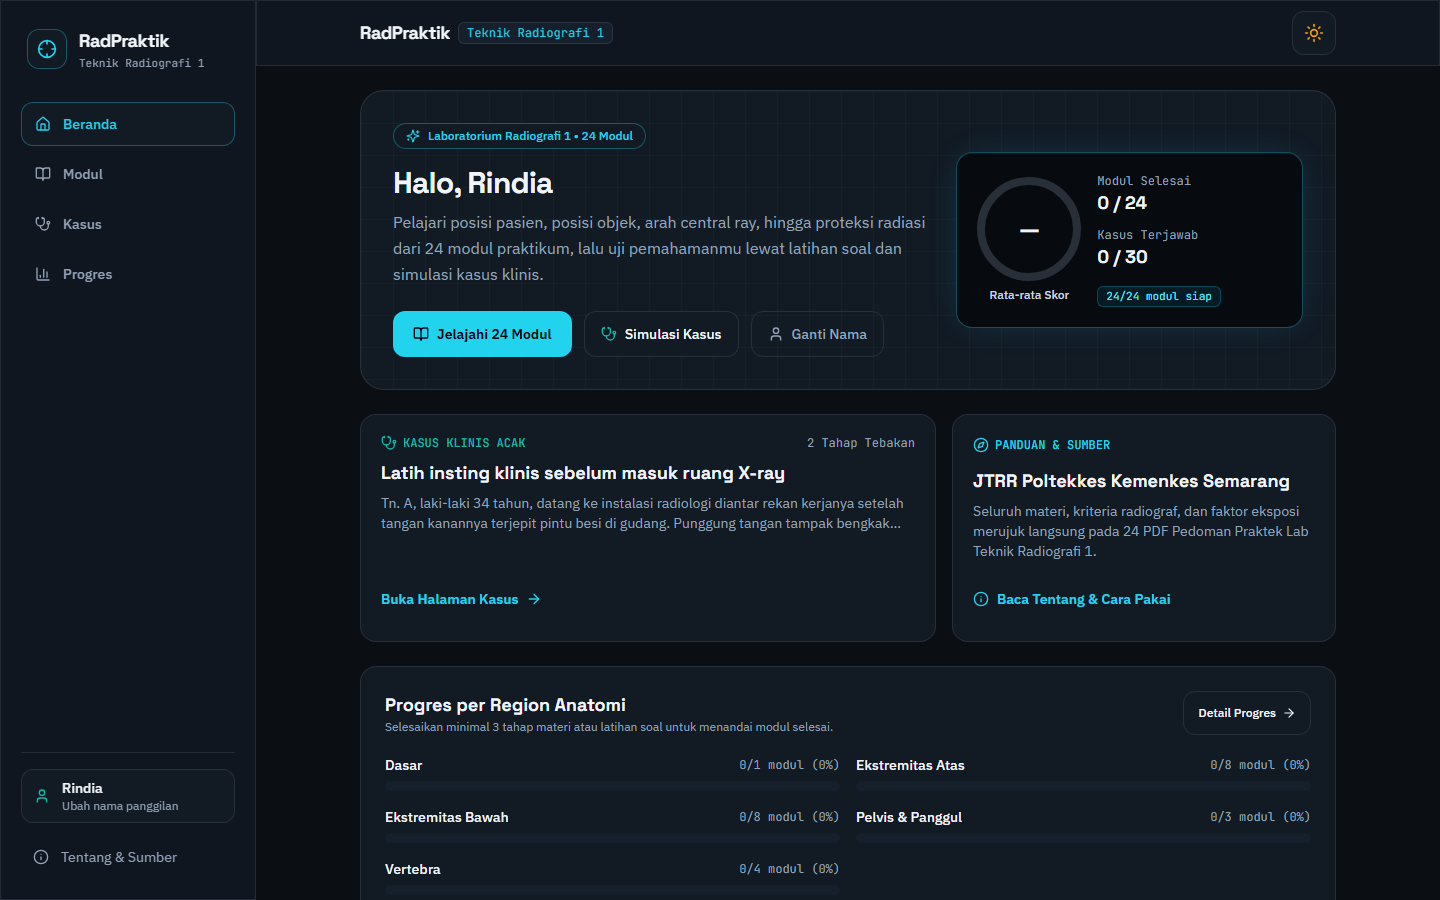 RadPraktik
Teknik Radiografi 1
Beranda
Modul
Kasus
Progres
Rindia
Ubah nama panggilan
Tentang & Sumber
RadPraktik
Teknik Radiografi 1
Laboratorium Radiografi 1 • 24 Modul
Halo, Rindia
Pelajari posisi pasien, posisi objek, arah central ray, hingga proteksi radiasi
dari 24 modul praktikum, lalu uji pemahamanmu lewat latihan soal dan
simulasi kasus klinis.
Jelajahi 24 Modul
Simulasi Kasus
Ganti Nama
—
Rata-rata Skor
Modul Selesai
0 / 24
Kasus Terjawab
0 / 30
24/24 modul siap
KASUS KLINIS ACAK
2 Tahap Tebakan
Latih insting klinis sebelum masuk ruang X-ray
Tn. A, laki-laki 34 tahun, datang ke instalasi radiologi diantar rekan kerjanya setelah
tangan kanannya terjepit pintu besi di gudang. Punggung tangan tampak bengkak...
Buka Halaman Kasus
PANDUAN & SUMBER
JTRR Poltekkes Kemenkes Semarang
Seluruh materi, kriteria radiograf, dan faktor eksposi
merujuk langsung pada 24 PDF Pedoman Praktek Lab
Teknik Radiografi 1.
Baca Tentang & Cara Pakai
Progres per Region Anatomi
Selesaikan minimal 3 tahap materi atau latihan soal untuk menandai modul selesai.
Detail Progres
Dasar
0/1 modul (0%)
Ekstremitas Atas
0/8 modul (0%)
Ekstremitas Bawah
0/8 modul (0%)
Pelvis & Panggul
0/3 modul (0%)
Vertebra
0/4 modul (0%)